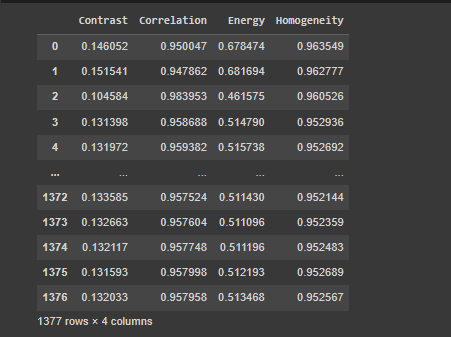 Contrast Correlation Energy Homogeneity
0 0.146052 0.950047 0.678474 0.963549
1 0.151541 0.947862 0.681694 0.962777
2 0.104584 0.983953 0.461575 0.960526
3 0.131398 0.958688 0.514790 0.952936
4 0.131972 0.959382 0.515738 0.952692
... ... ... ... ...
1372 0.133585 0.957524 0.511430 0.952144
1373 0.132663 0.957604 0.511096 0.952359
1374 0.132117 0.957748 0.511196 0.952483
1375 0.131593 0.957998 0.512193 0.952689
1376 0.132033 0.957958 0.513468 0.952567
1377 rows × 4 columns